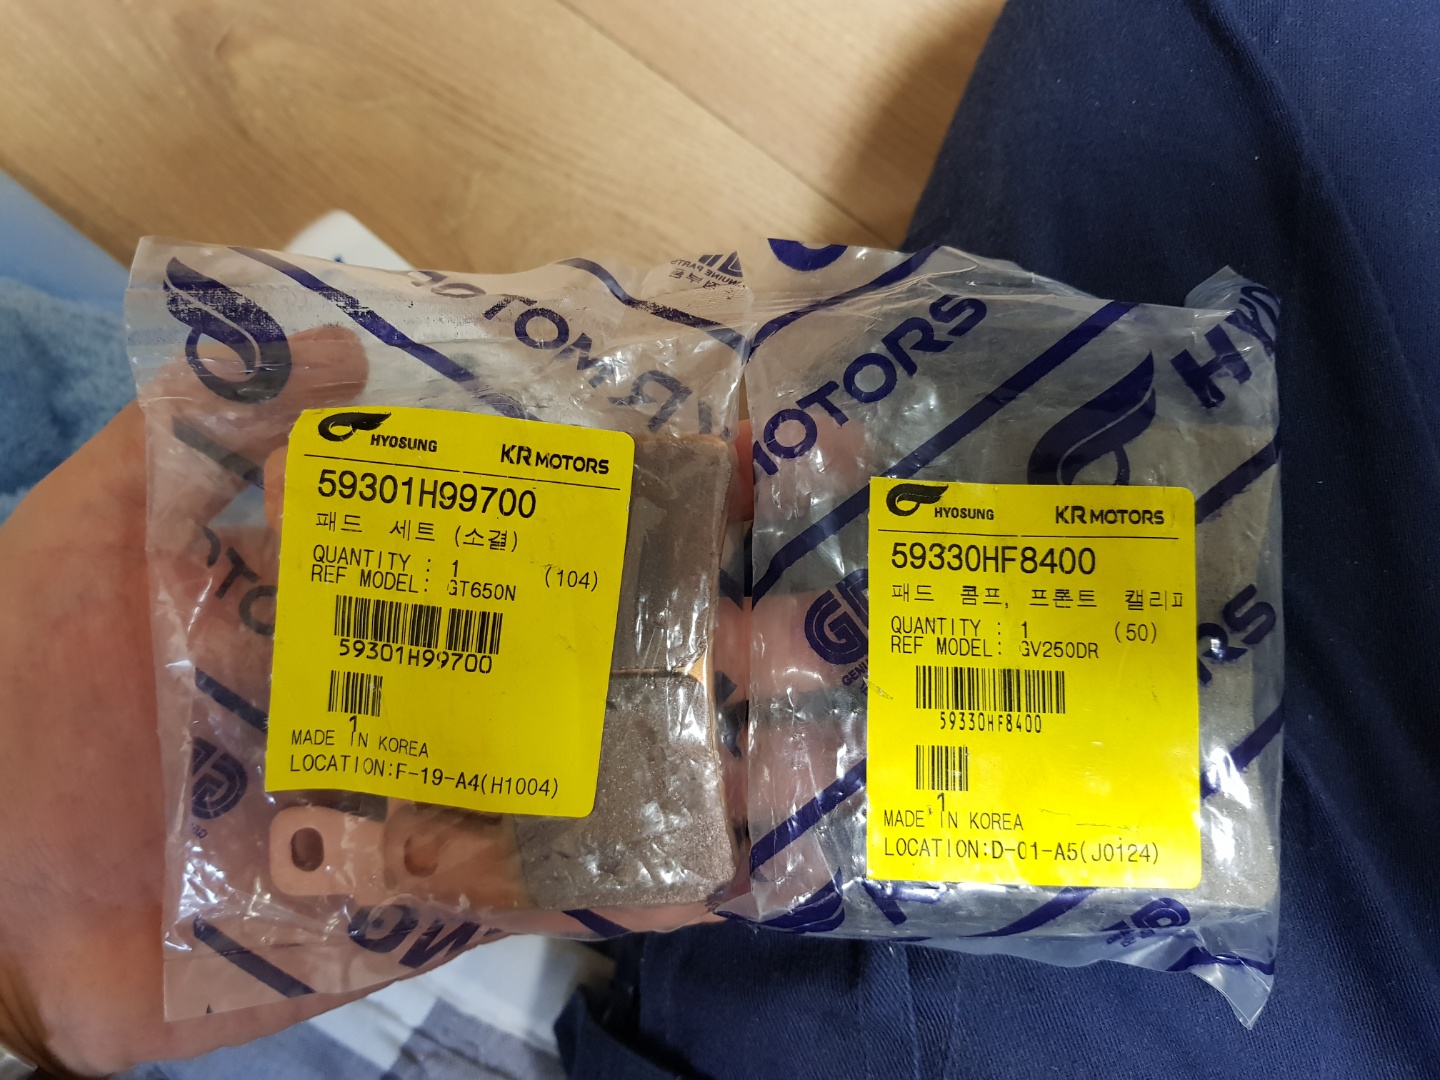 MOTORS
HYOSUNG KR MOTORS
59301H99700
패드 세트 (소결)
QUANTITY : 1 (104)
REF MODEL: GT650N
59301H99700
1
MADE IN KOREA
LOCATION:F-19-A4(H1004)
MOTORS
HYOSUNG KR MOTORS
59330HF8400
패드 콤프, 프론트 캘리
QUANTITY : 1 (50)
REF MODEL: GV250DR
59330HF8400
1
MADE IN KOREA
LOCATION:D-01-A5(J0124)